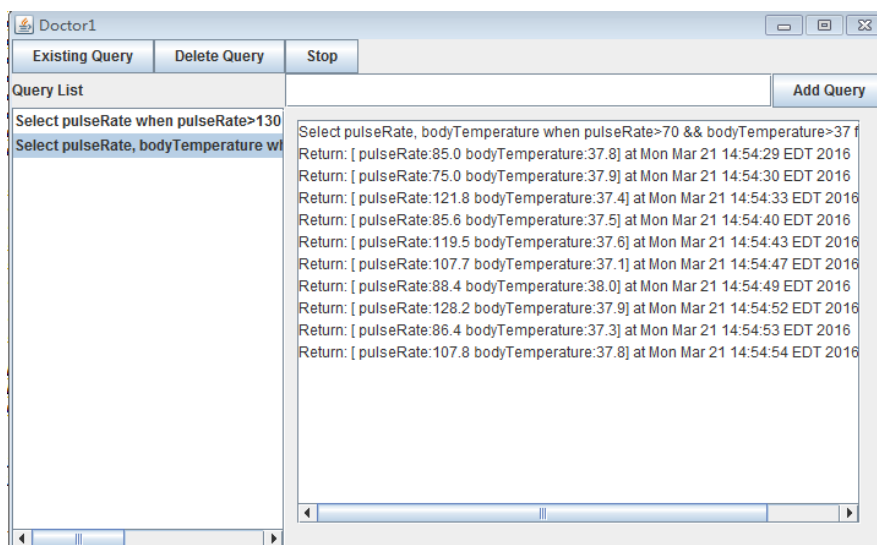 Doctor1
Existing Query Delete Query Stop
Query List
Add Query
Select pulseRate when pulseRate>130
Select pulseRate, bodyTemperature
Select pulseRate, bodyTemperature when pulseRate>70 && bodyTemperature>37 f
Return: [ pulseRate:85.0 bodyTemperature:37.8] at Mon Mar 21 14:54:29 EDT 2016
Return: [ pulseRate:75.0 bodyTemperature:37.9] at Mon Mar 21 14:54:30 EDT 2016
Return: [ pulseRate:121.8 bodyTemperature:37.4] at Mon Mar 21 14:54:33 EDT 2016
Return: [ pulseRate:85.6 bodyTemperature:37.5] at Mon Mar 21 14:54:40 EDT 2016
Return: [ pulseRate:119.5 bodyTemperature:37.6] at Mon Mar 21 14:54:43 EDT 2016
Return: [ pulseRate:107.7 bodyTemperature:37.1] at Mon Mar 21 14:54:47 EDT 2016
Return: [ pulseRate:88.4 bodyTemperature:38.0] at Mon Mar 21 14:54:49 EDT 2016
Return: [ pulseRate:128.2 bodyTemperature:37.9] at Mon Mar 21 14:54:52 EDT 2016
Return: [ pulseRate:86.4 bodyTemperature:37.3] at Mon Mar 21 14:54:53 EDT 2016
Return: [ pulseRate:107.8 bodyTemperature:37.8] at Mon Mar 21 14:54:54 EDT 2016